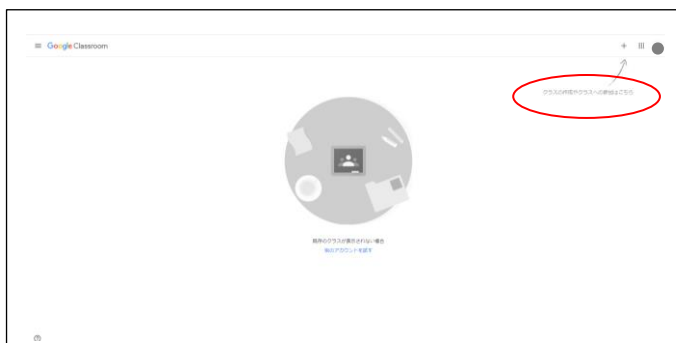 Google Classroom
クラスの作成やクラスへの参加はこちら
既存のクラスが表示されない場合
別のアカウントを試す